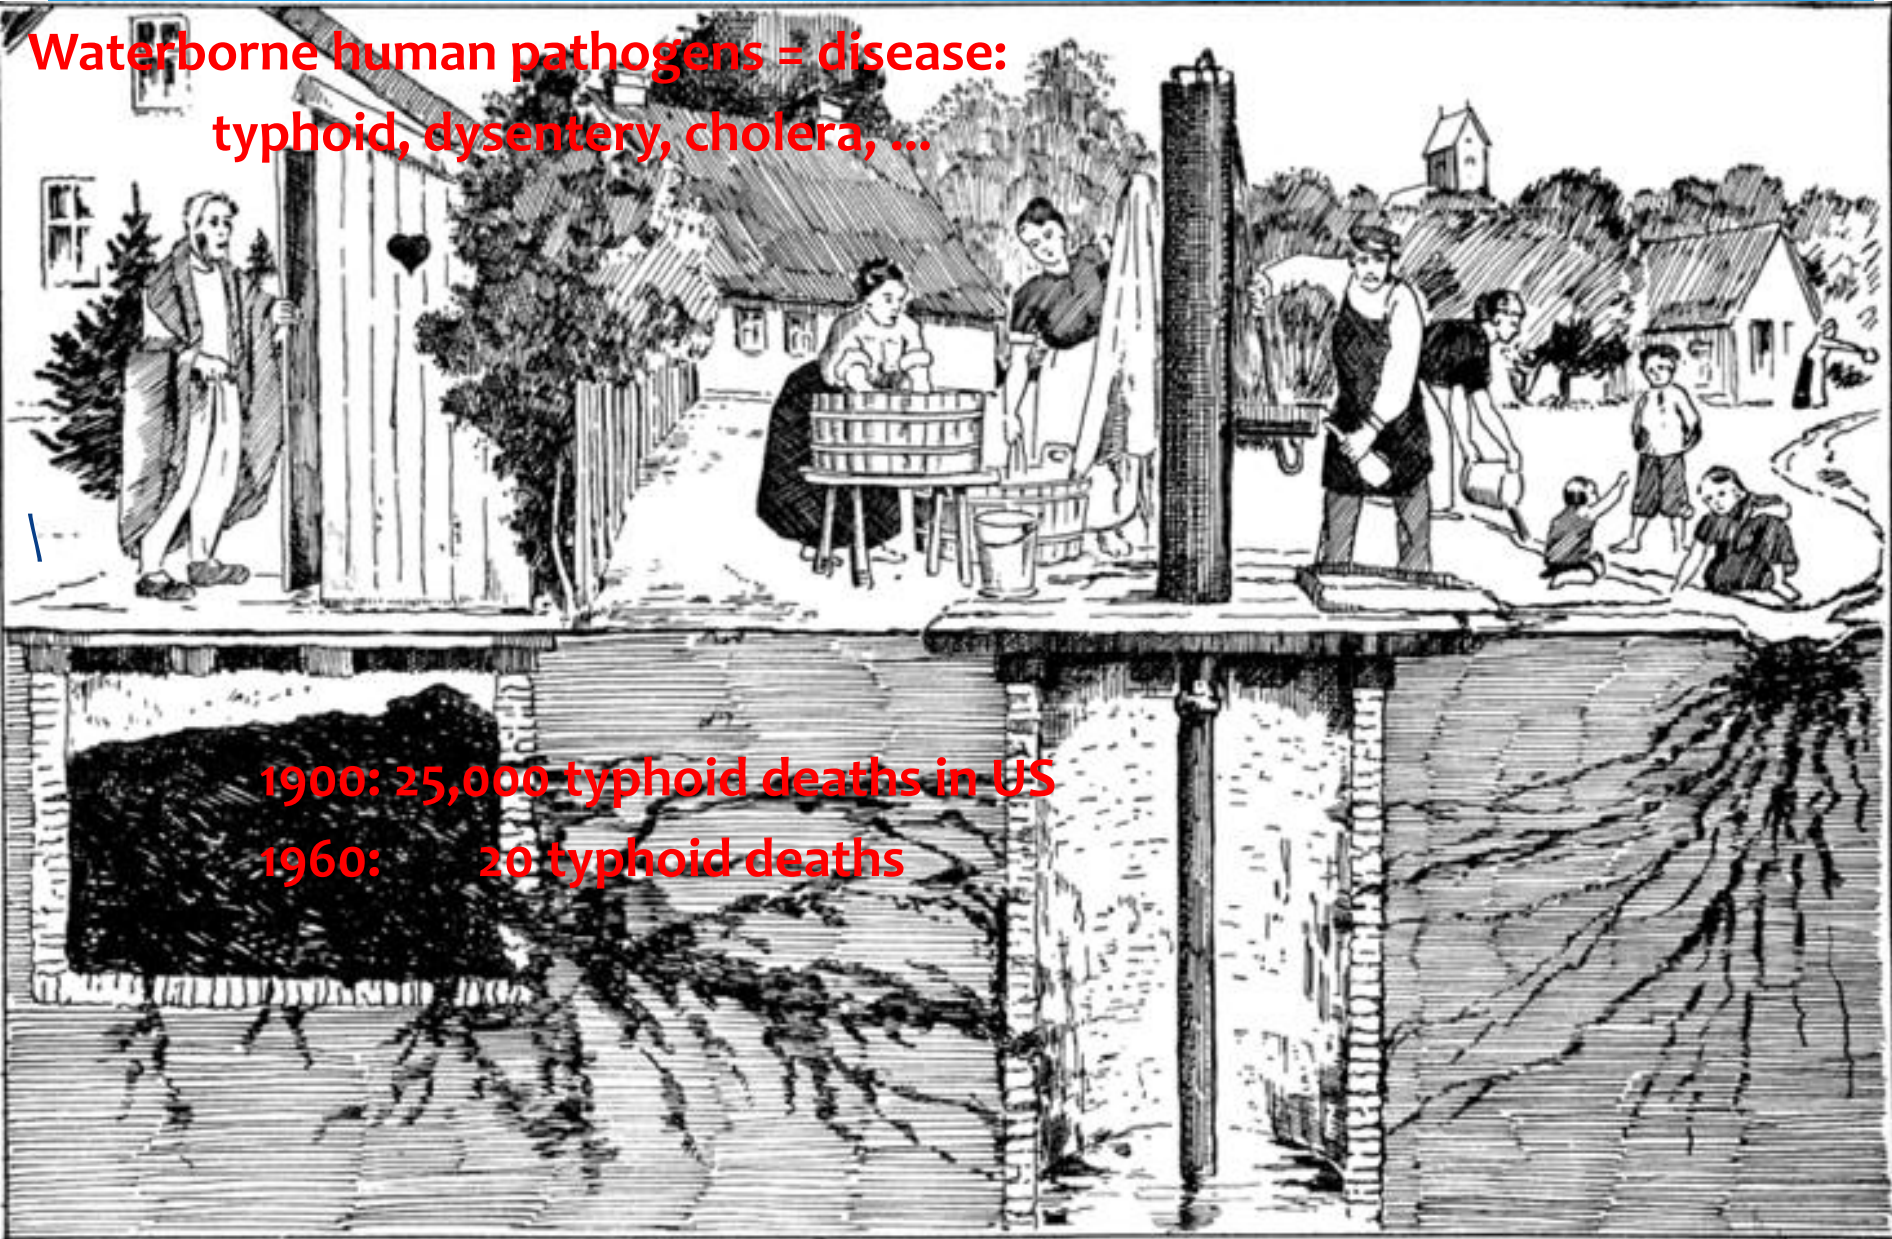 Waterborne human pathogens = disease:
typhoid, dysentery, cholera, ...
\
1900: 25,000 typhoid deaths in US
1960: 20 typhoid deaths